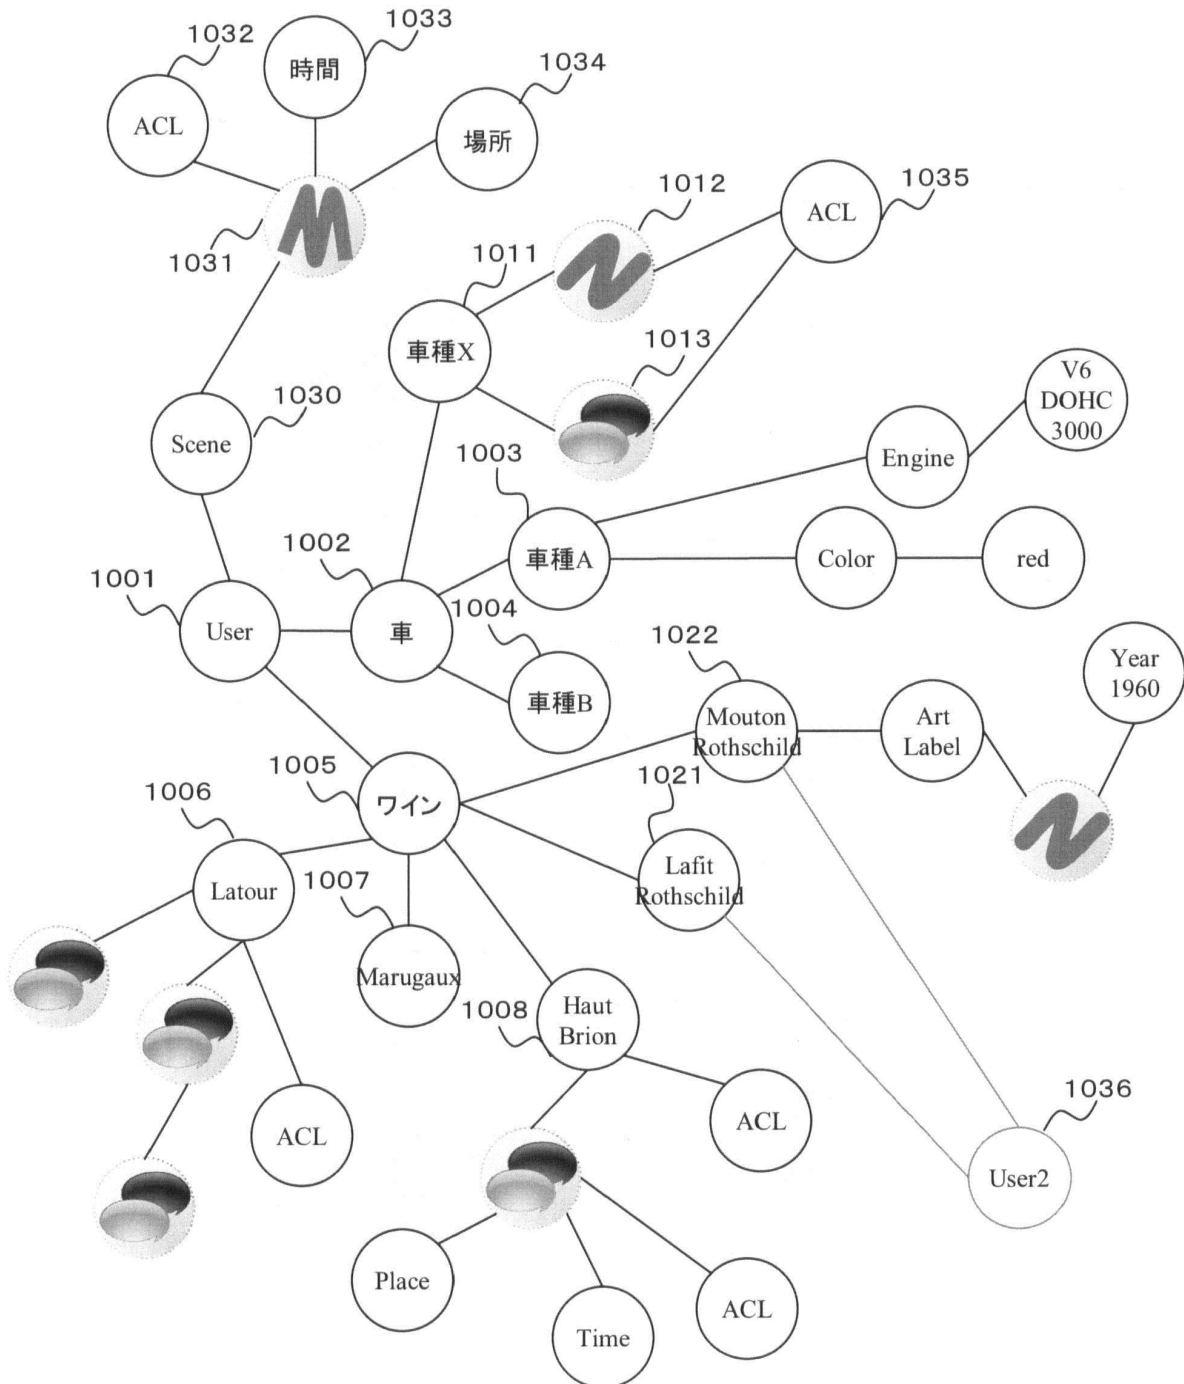 1032
1033
1034
時間
ACL
場所
1012
1035
ACL
1031
1011
車種X
1013
V6
DOHC
3000
1030
Scene
1003
Engine
1002
車種A
Color
red
1001
1004
User
車
1022
車種B
Year
1960
Mouton
Rothschild
Art
Label
1005
1021
1006
ワイン
Latour
1007
Lafit
Rothschild
Marugaux
1008
Haut
Brion
1036
ACL
ACL
User2
Place
ACL
Time